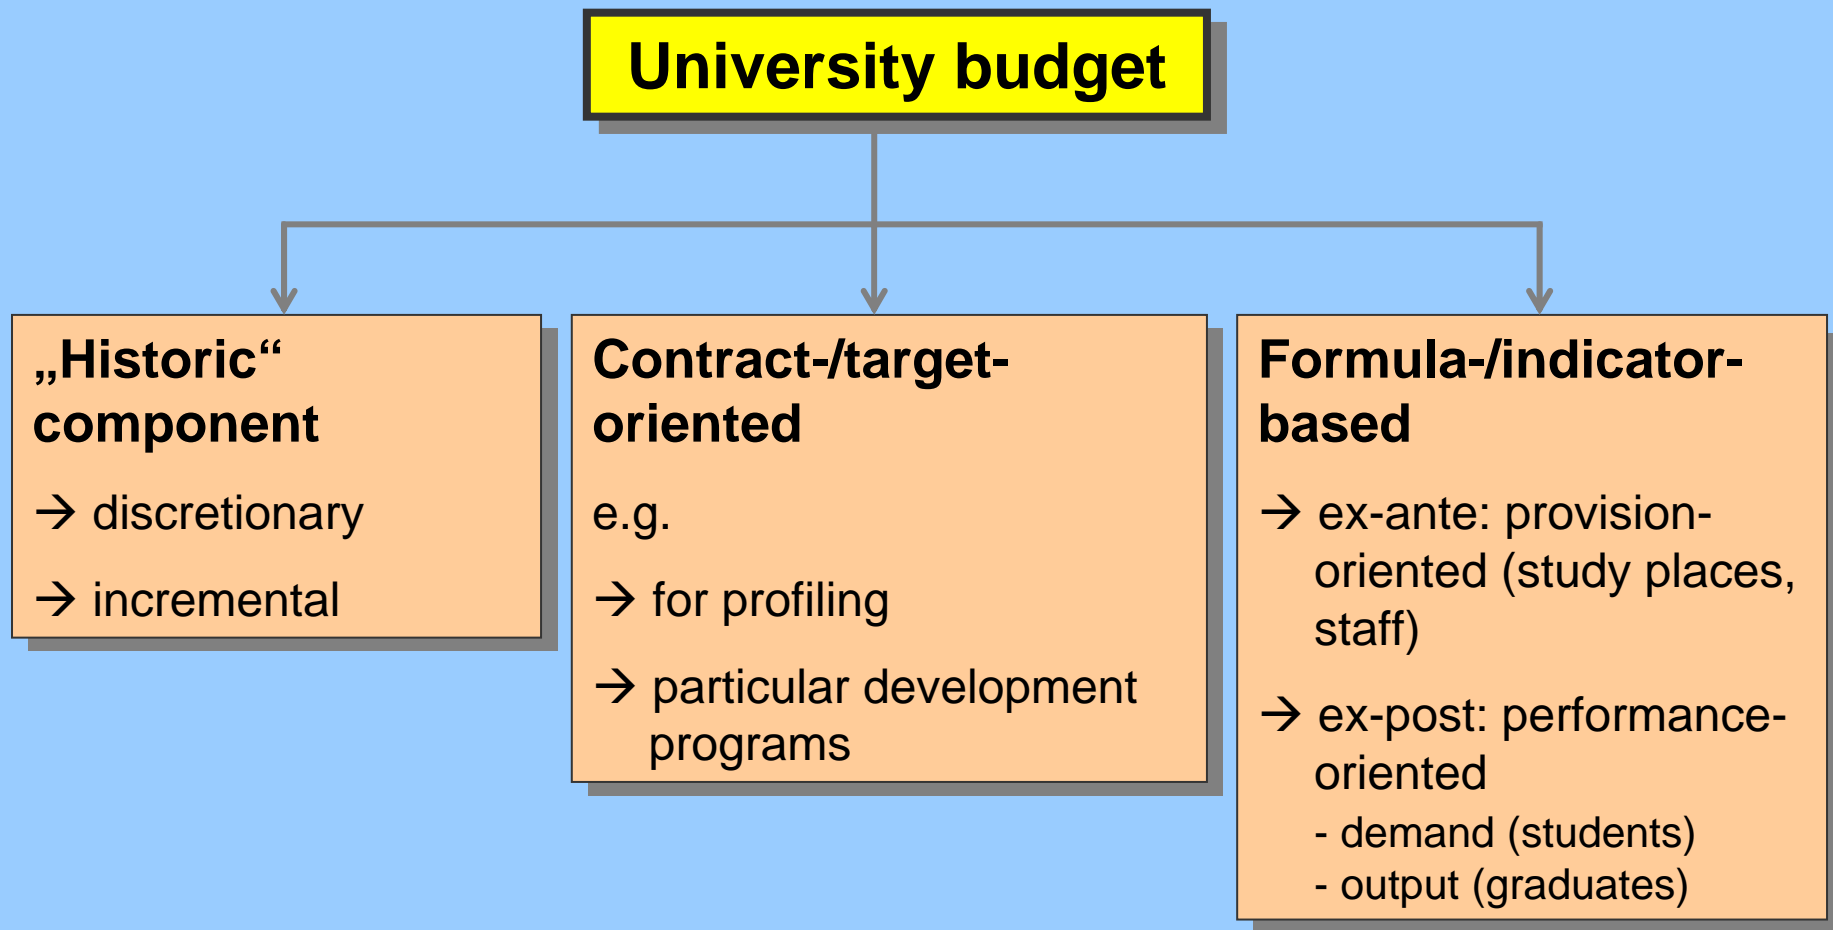 University budget
„Historic“
component
→ discretionary
→ incremental
Contract-/target-
oriented
e.g.
→ for profiling
→ particular development
programs
Formula-/indicator-
based
→ ex-ante: provision-
oriented (study places,
staff)
→ ex-post: performance-
oriented
- demand (students)
- output (graduates)